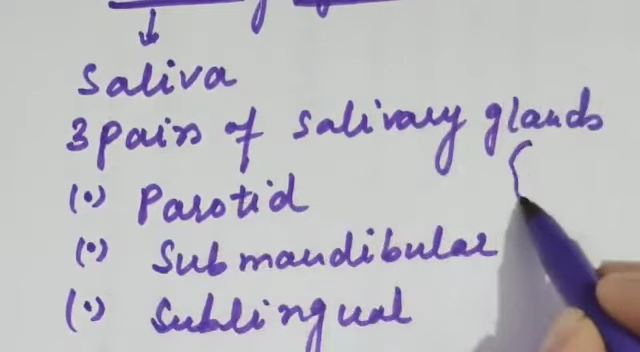 Saliva
3 pairs of salivary glands
(•) Parotid
(•) Submandibular
(•) Sublingual